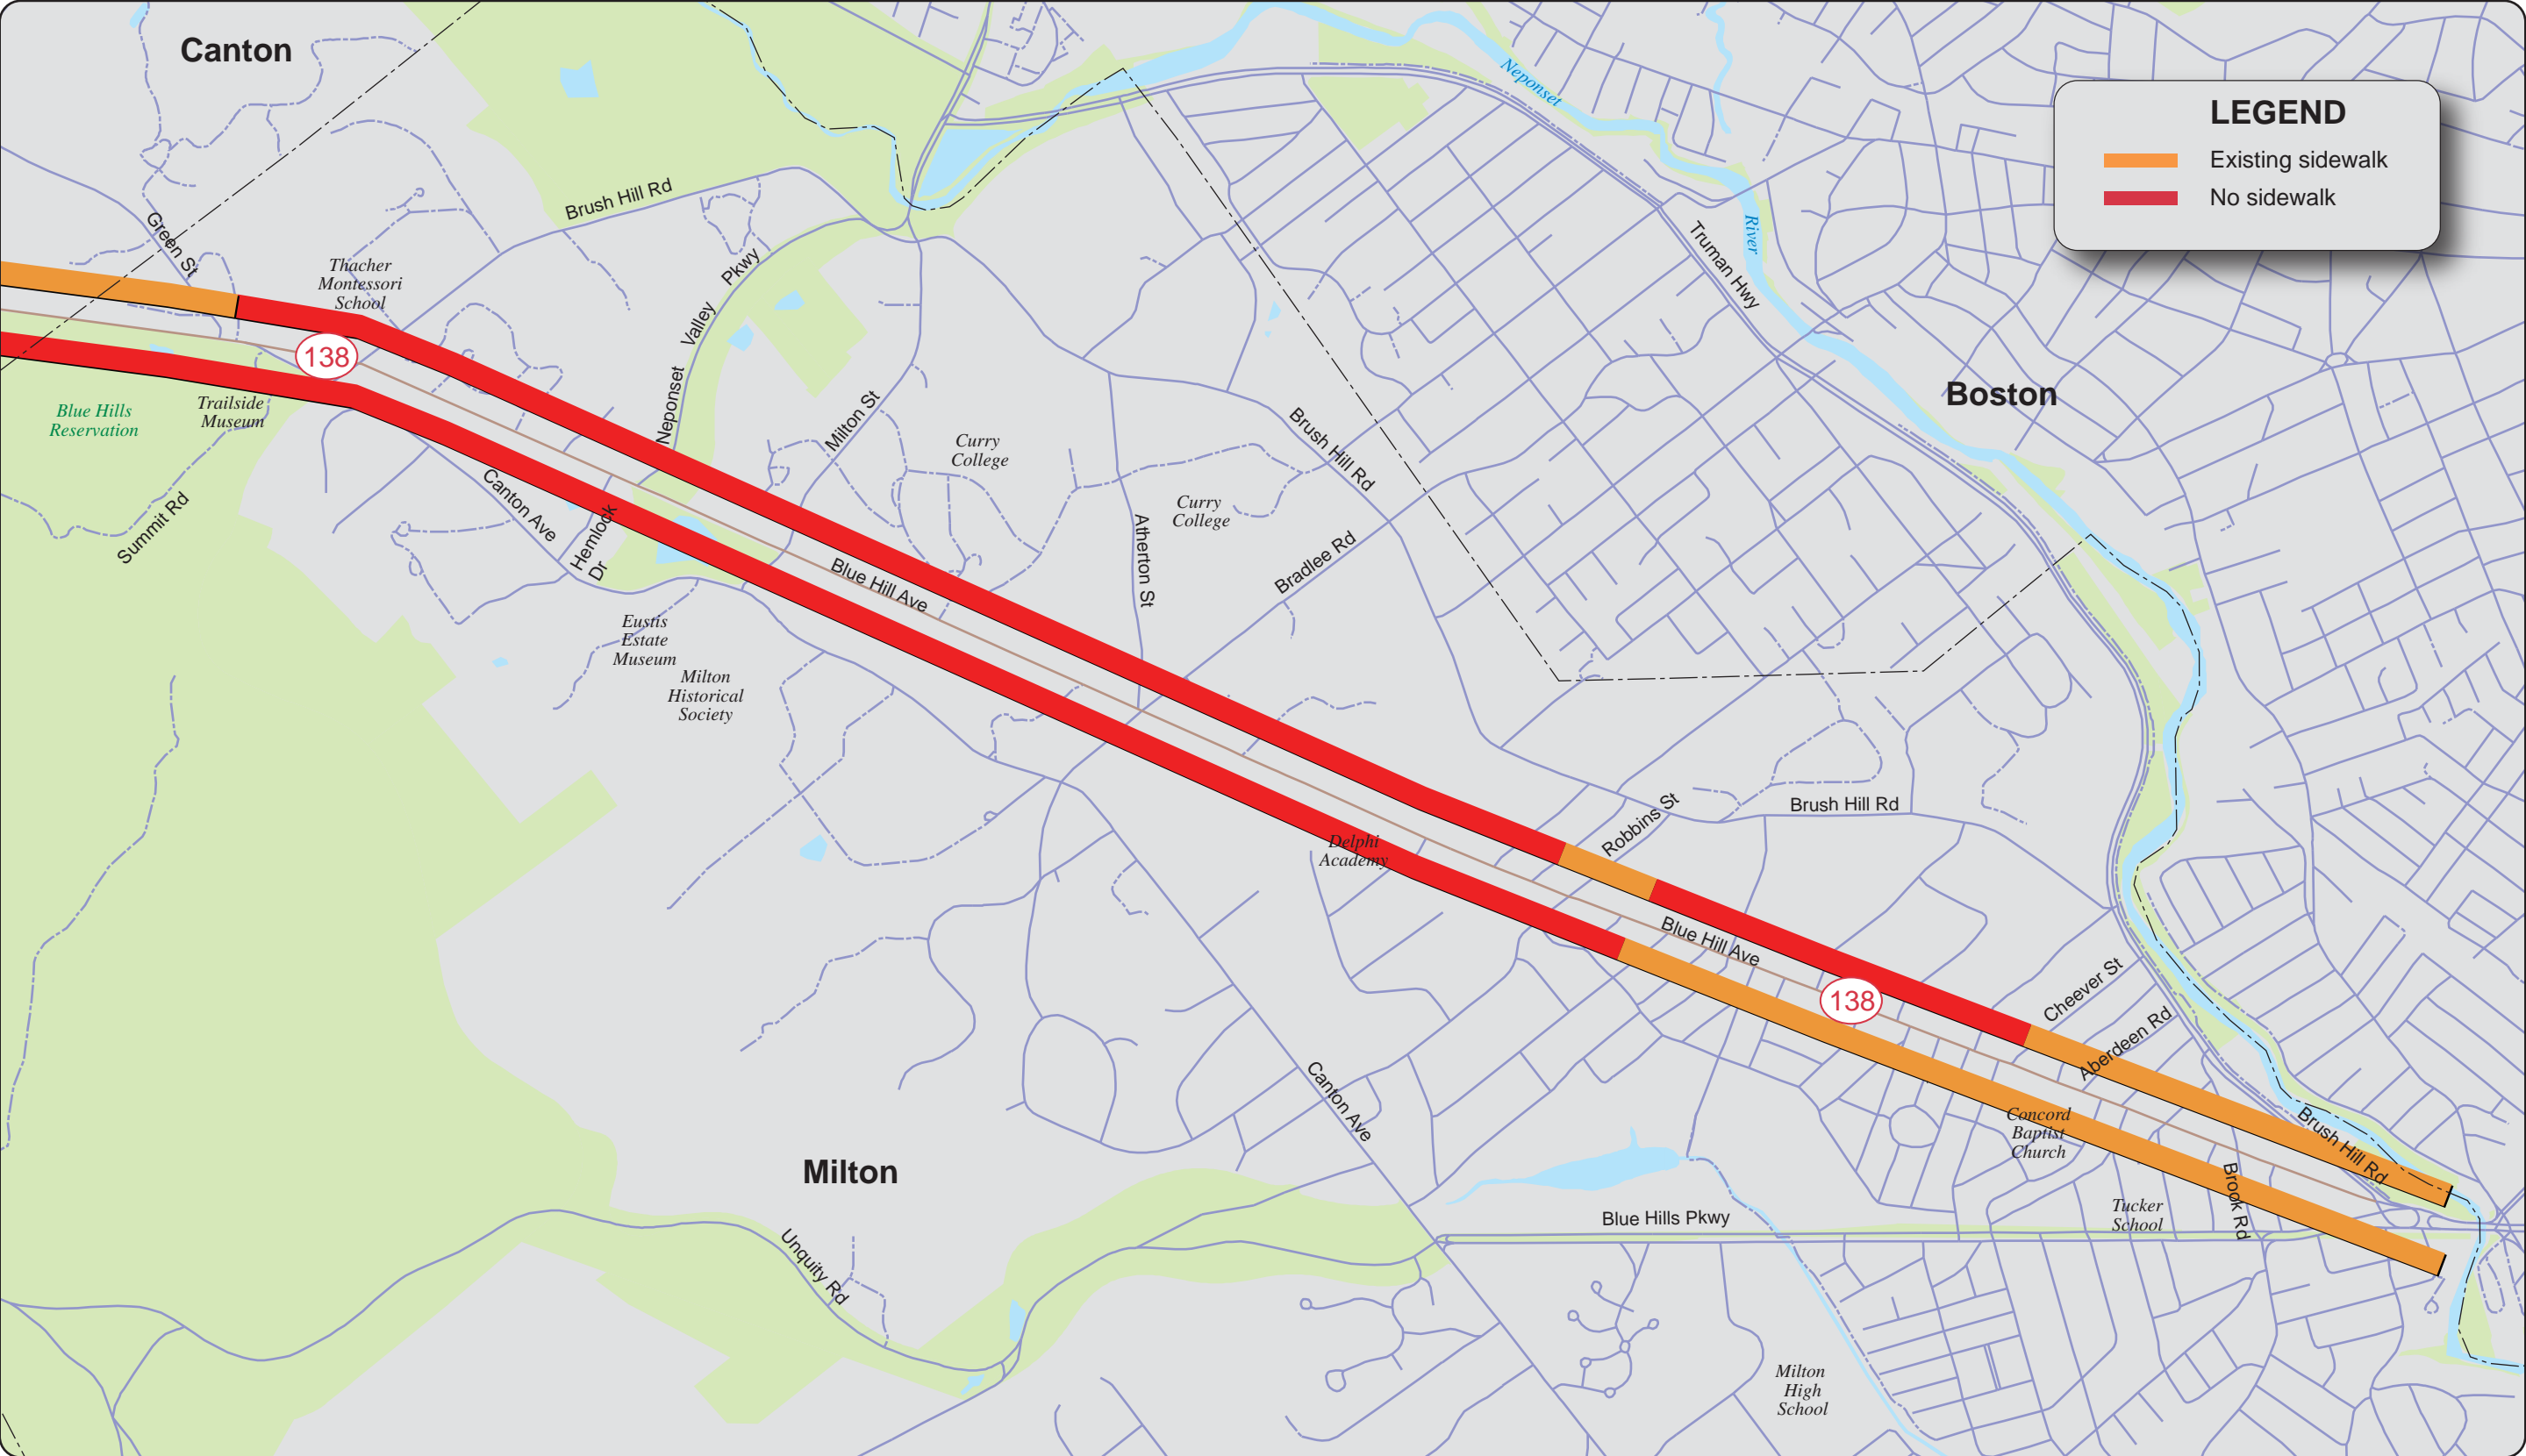 Canton
LEGEND
Existing sidewalk
No sidewalk
Neponset
River
Brush Hill Rd
Green St
Truman Hwy
Thacher
Montessori
School
Neponset Valley Pkwy
138
Boston
Blue Hills
Reservation
Trailside
Museum
Milton St
Curry
College
Brush Hill Rd
Summit Rd
Canton Ave
Hemlock
Dr
Curry
College
Atherton St
Bradlee Rd
Blue Hill Ave
Eustis
Estate
Museum
Milton
Historical
Society
Robbins St
Brush Hill Rd
Delphi
Academy
Blue Hill Ave
138
Cheever St
Aberdeen Rd
Canton Ave
Concord
Baptist
Church
Brush Hill Rd
Milton
Brook Rd
Tucker
School
Blue Hills Pkwy
Unquity Rd
Milton
High
School